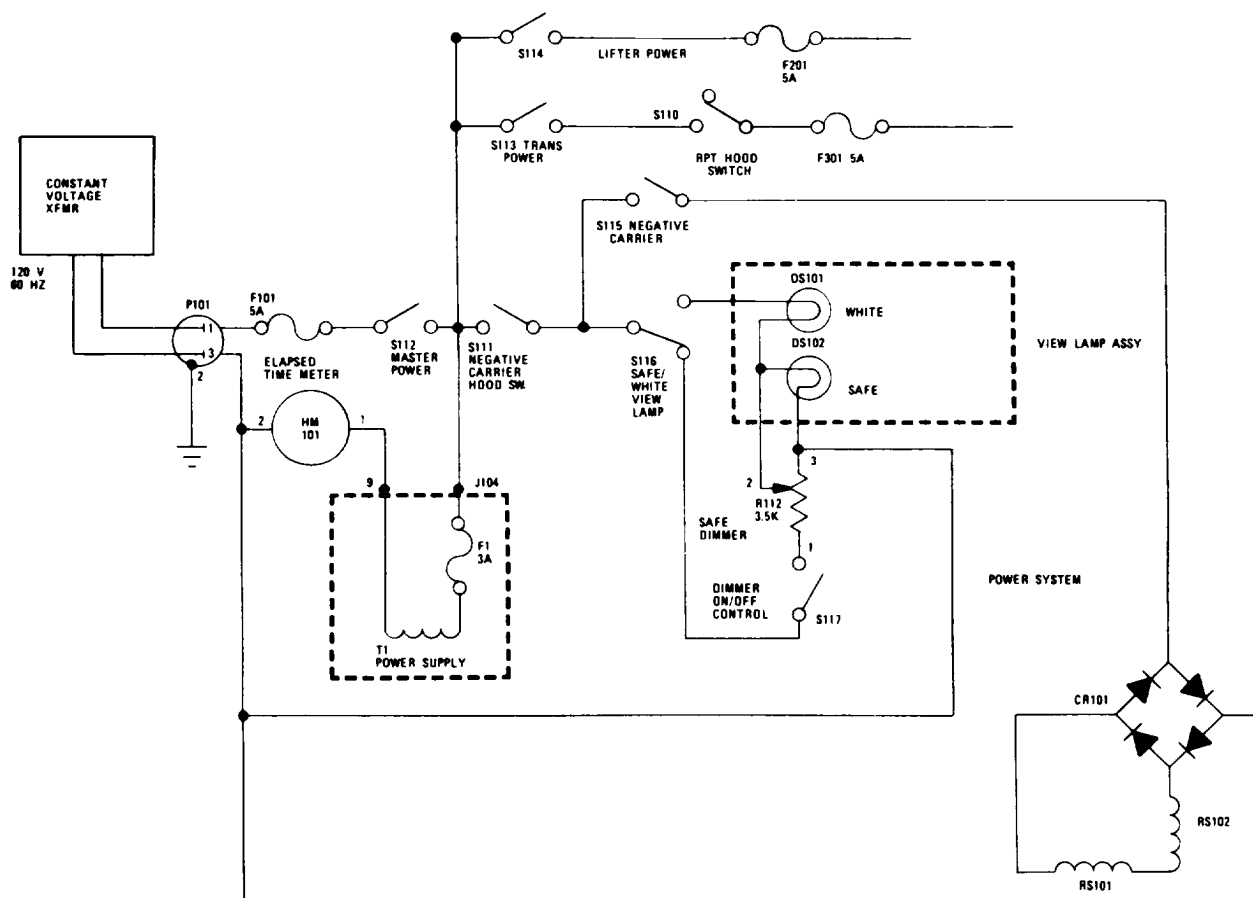 S114
LIFTER POWER
F201
5A
S113 TRANS
POWER
S110
RPT HOOD
SWITCH
F301 5A
CONSTANT
VOLTAGE
XFMR
120 V
60 HZ
P101
1
3
2
F101
5A
ELAPSED
TIME METER
S112
MASTER
POWER
S111
NEGATIVE
CARRIER
HOOD SW.
S115 NEGATIVE
CARRIER
S116
SAFE/
WHITE
VIEW
LAMP
DS101
WHITE
DS102
SAFE
VIEW LAMP ASSY
2
HM
101
1
9
J104
F1
3A
T1
POWER SUPPLY
3
2
R112
3.5K
1
SAFE
DIMMER
DIMMER
ON/OFF
CONTROL
S117
POWER SYSTEM
CR101
RS102
RS101